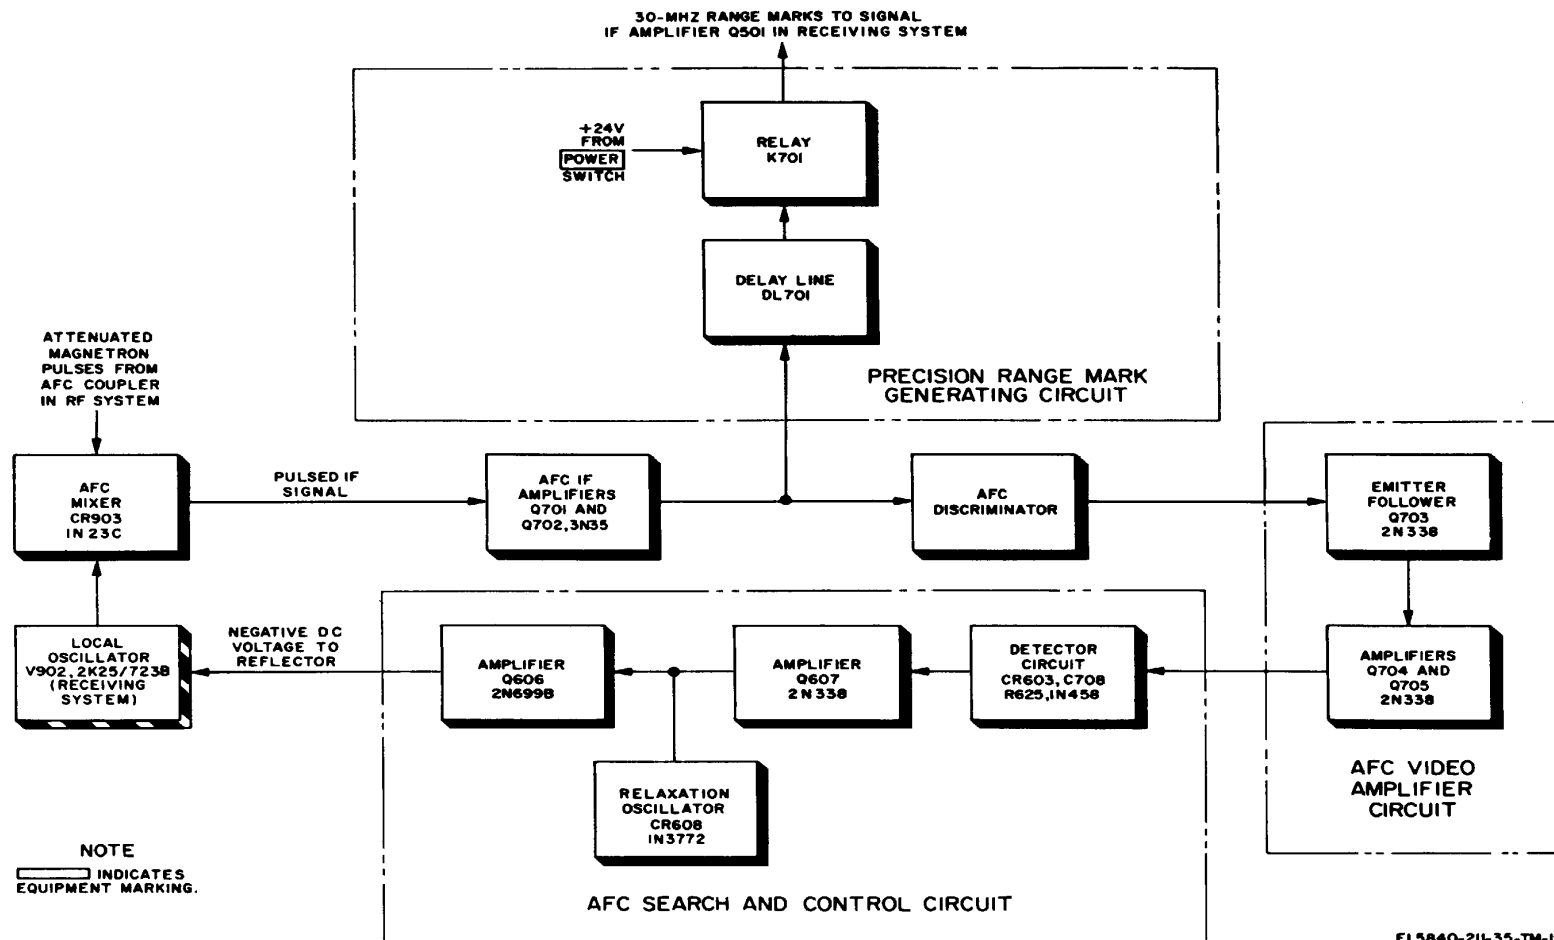 30-MHZ RANGE MARKS TO SIGNAL
IF AMPLIFIER Q501 IN RECEIVING SYSTEM
+24V
FROM
POWER
SWITCH
RELAY
K701
DELAY LINE
DL701
PRECISION RANGE MARK
GENERATING CIRCUIT
ATTENUATED
MAGNETRON
PULSES FROM
AFC COUPLER
IN RF SYSTEM
AFC
MIXER
CR903
IN 23C
PULSED IF
SIGNAL
AFC IF
AMPLIFIERS
Q701 AND
Q702,3N35
AFC
DISCRIMINATOR
EMITTER
FOLLOWER
Q703
2N338
LOCAL
OSCILLATOR
V902, 2K25/723B
(RECEIVING
SYSTEM)
NEGATIVE DC
VOLTAGE TO
REFLECTOR
AMPLIFIER
Q606
2N699B
AMPLIFIER
Q607
2N338
DETECTOR
CIRCUIT
CR603, C708
R625,IN458
AMPLIFIERS
Q704 AND
Q705
2N338
RELAXATION
OSCILLATOR
CR608
IN3772
AFC VIDEO
AMPLIFIER
CIRCUIT
NOTE
INDICATES
EQUIPMENT MARKING.
AFC SEARCH AND CONTROL CIRCUIT